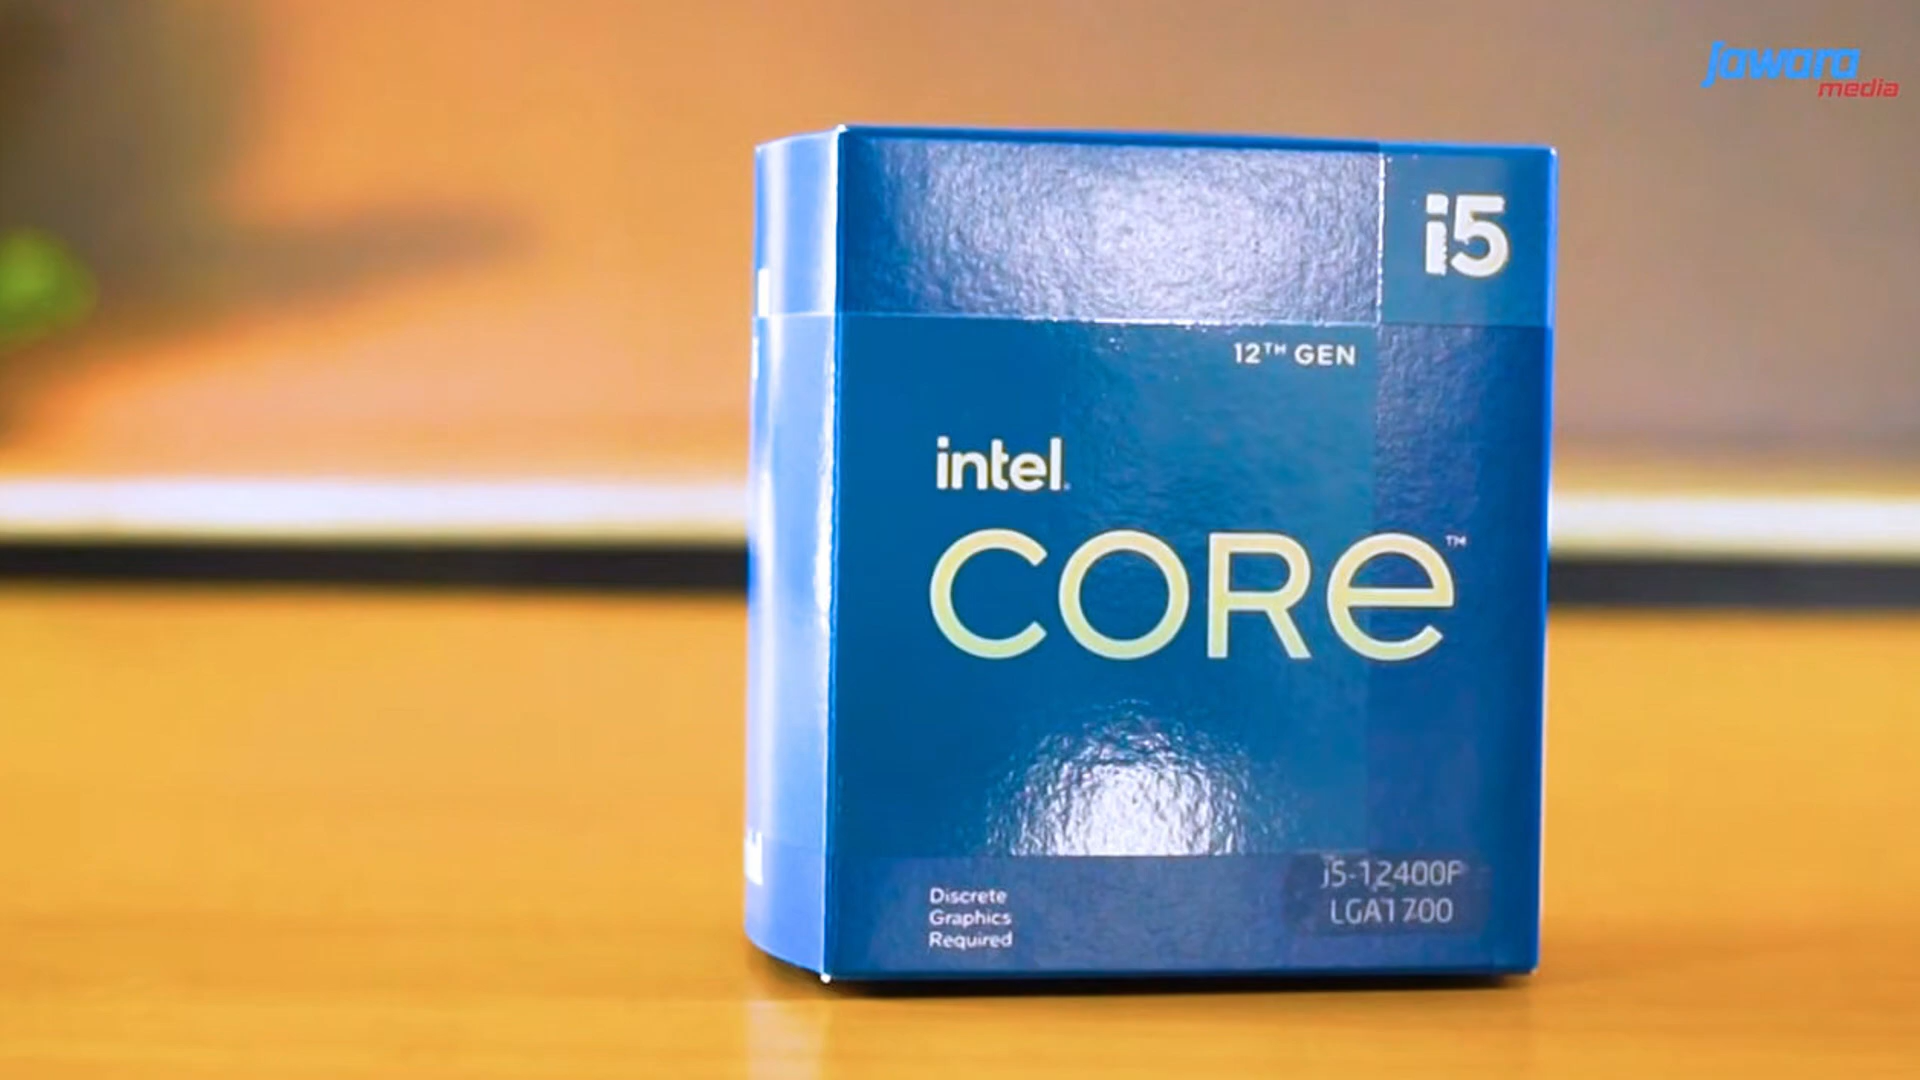 jawara
media
i5
12TH GEN
intel.
CORE™
Discrete
Graphics
Required
i5-12400F
LGA1700